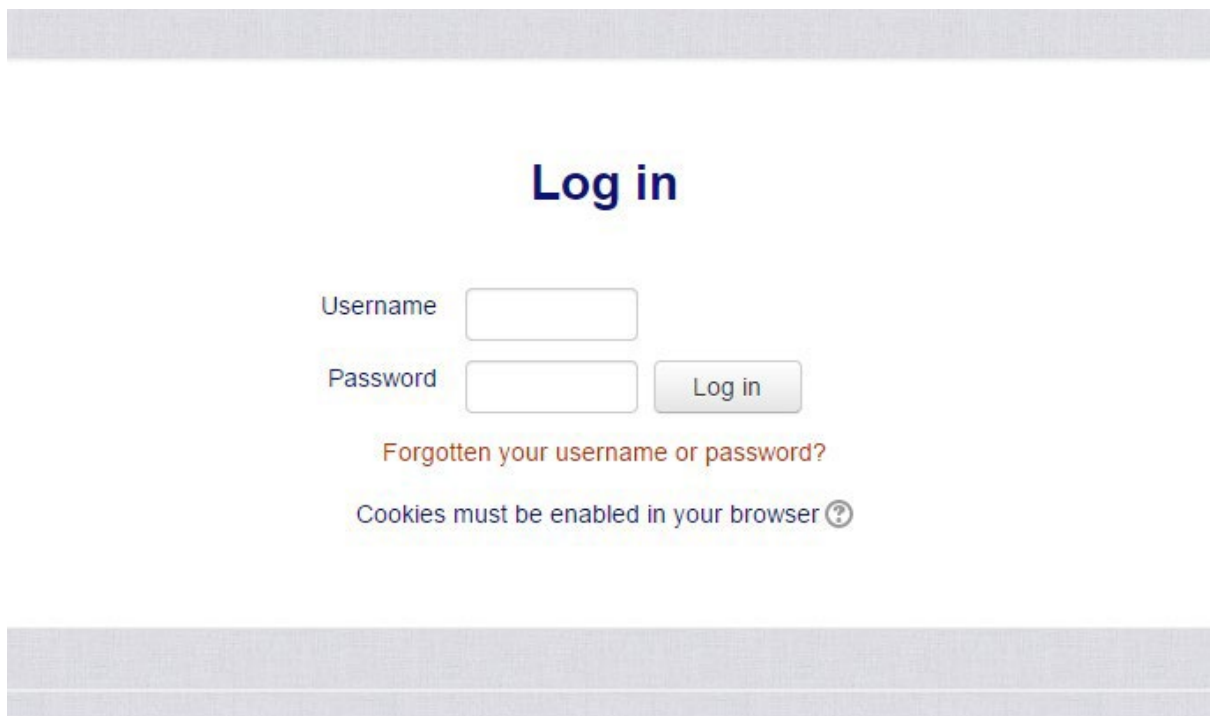 Log in
Username
Password Log in
Forgotten your username or password?
Cookies must be enabled in your browser ?